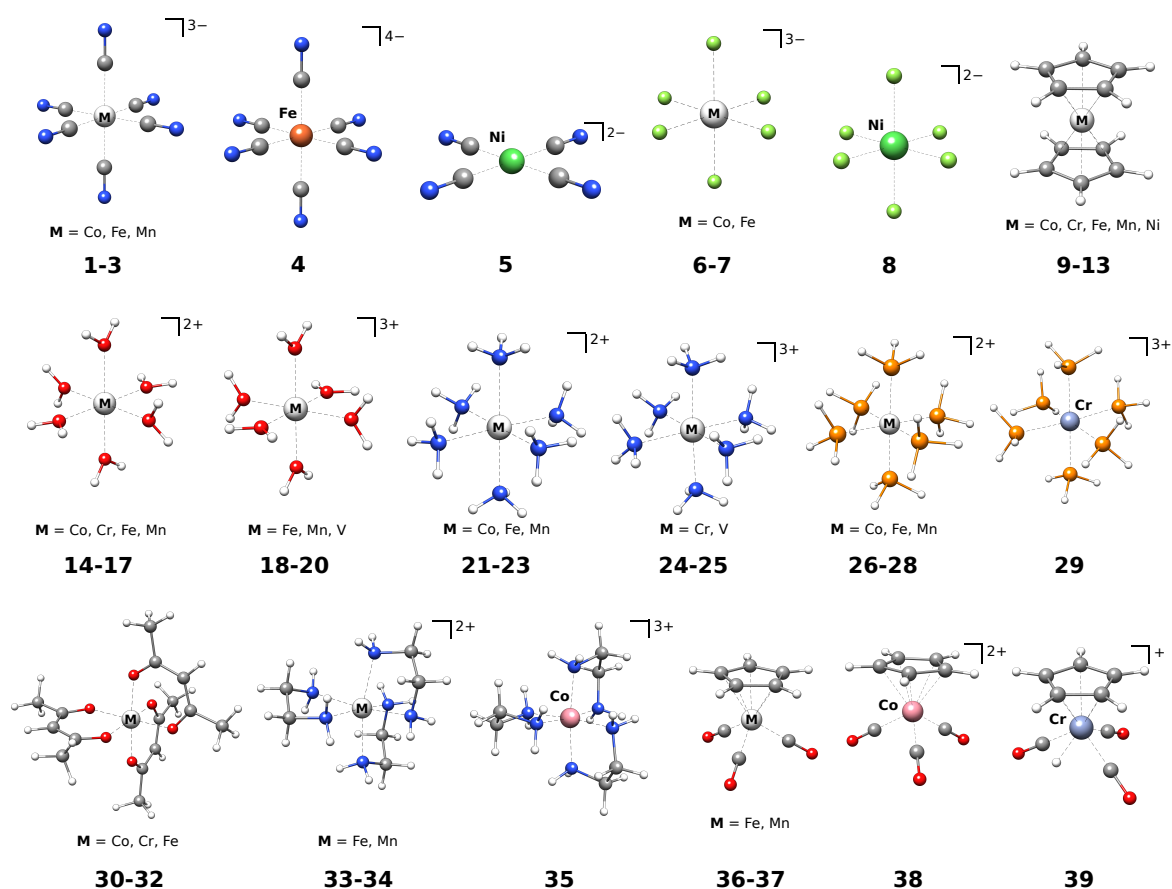 3−
M
M = Co, Fe, Mn
1-3
4−
Fe
4
Ni
2−
5
3−
M
M = Co, Fe
6-7
2−
Ni
8
M
M = Co, Cr, Fe, Mn, Ni
9-13
2+
M
M = Co, Cr, Fe, Mn
14-17
3+
M
M = Fe, Mn, V
18-20
2+
M
M = Co, Fe, Mn
21-23
3+
M
M = Cr, V
24-25
2+
M
M = Co, Fe, Mn
26-28
3+
Cr
29
M
M = Co, Cr, Fe
30-32
2+
M
M = Fe, Mn
33-34
3+
Co
35
M
M = Fe, Mn
36-37
2+
Co
38
+
Cr
39